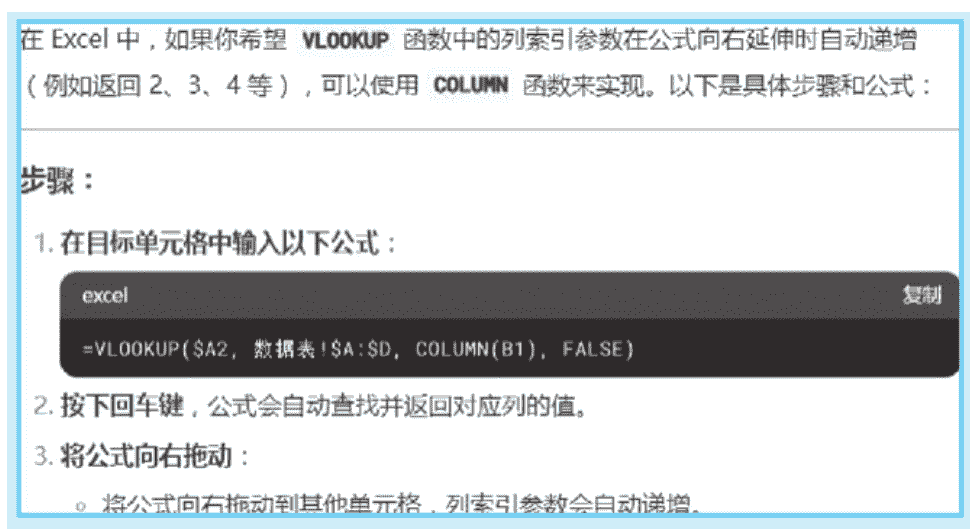 在 Excel 中，如果你希望 VLOOKUP 函数中的列索引参数在公式向右延伸时自动递增
（例如返回 2、3、4 等），可以使用 COLUMN 函数来实现。以下是具体步骤和公式：
步骤：
1. 在目标单元格中输入以下公式：
excel 复制
=VLOOKUP($A2, 数据表!$A:$D, COLUMN(B1), FALSE)
2. 按下回车键，公式会自动查找并返回对应列的值。
3. 将公式向右拖动：
○ 将公式向右拖动到其他单元格，列索引参数会自动递增。